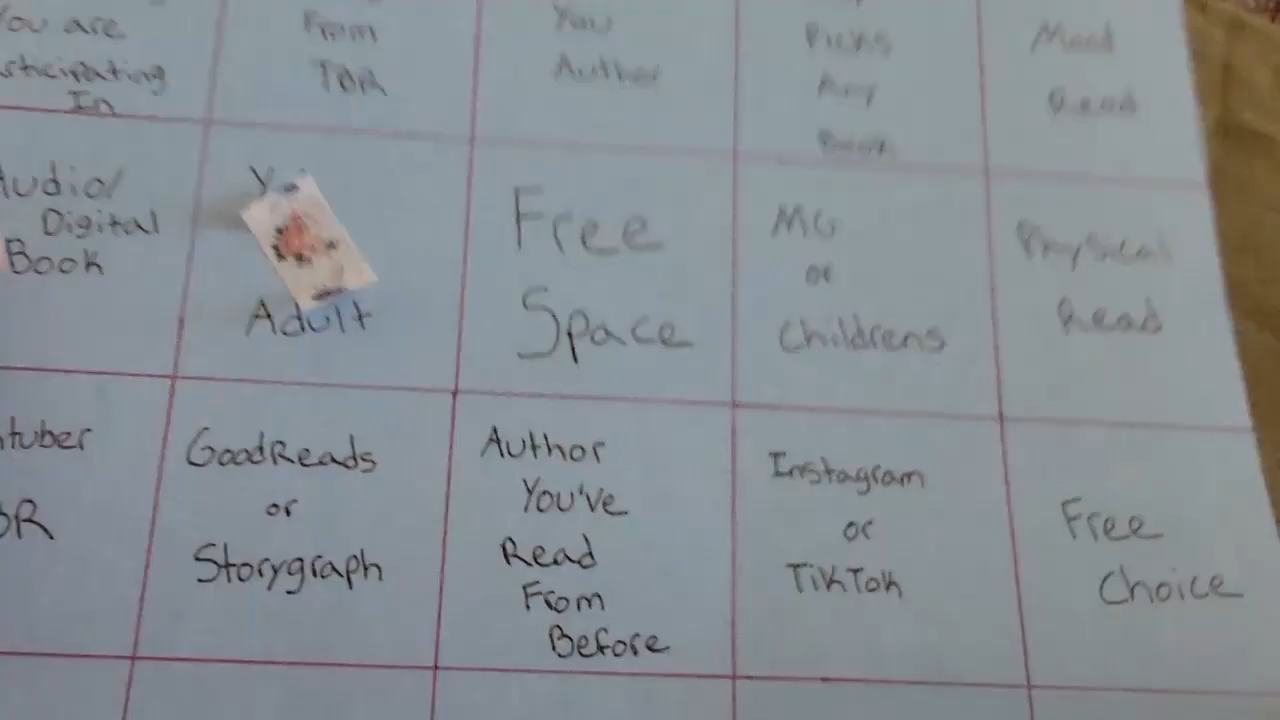 You are
From
You
Picks
Mood
In
TBR
Author
Any
Read
Book
Audio/
Digital
Book
Adult
Free
Space
MG
or
Childrens
Physical
Read
GoodReads
or
Storygraph
Author
You've
Read
From
Before
Instagram
or
TikTok
Free
Choice